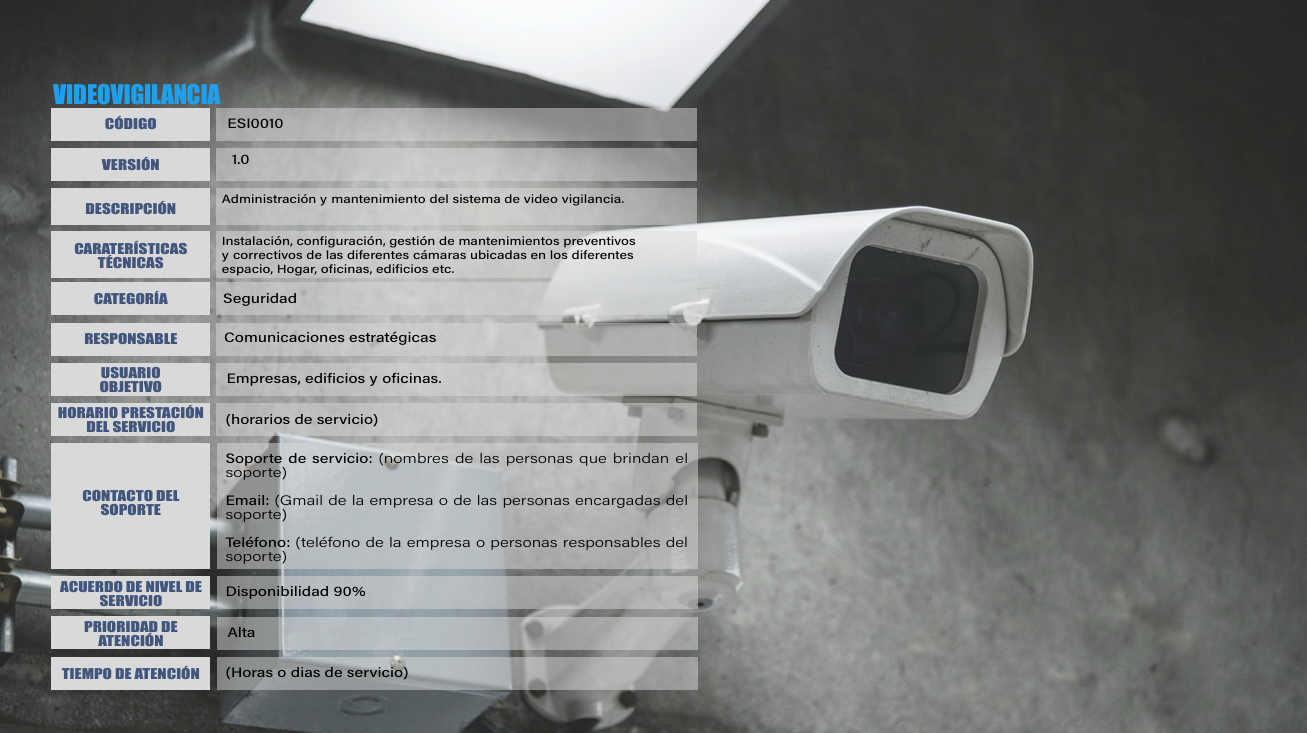 VIDEOVIGILANCIA
CÓDIGO
ESI0010
VERSIÓN
1.0
DESCRIPCIÓN
Administración y mantenimiento del sistema de video vigilancia.
CARATERÍSTICAS
TÉCNICAS
Instalación, configuración, gestión de mantenimientos preventivos
y correctivos de las diferentes cámaras ubicadas en los diferentes
espacio, Hogar, oficinas, edificios etc.
CATEGORÍA
Seguridad
RESPONSABLE
Comunicaciones estratégicas
USUARIO
OBJETIVO
Empresas, edificios y oficinas.
HORARIO PRESTACIÓN
DEL SERVICIO
(horarios de servicio)
CONTACTO DEL
SOPORTE
Soporte de servicio: (nombres de las personas que brindan el
soporte)
Email: (Gmail de la empresa o de las personas encargadas del
soporte)
Teléfono: (teléfono de la empresa o personas responsables del
soporte)
ACUERDO DE NIVEL DE
SERVICIO
Disponibilidad 90%
PRIORIDAD DE
ATENCIÓN
Alta
TIEMPO DE ATENCIÓN
(Horas o dias de servicio)